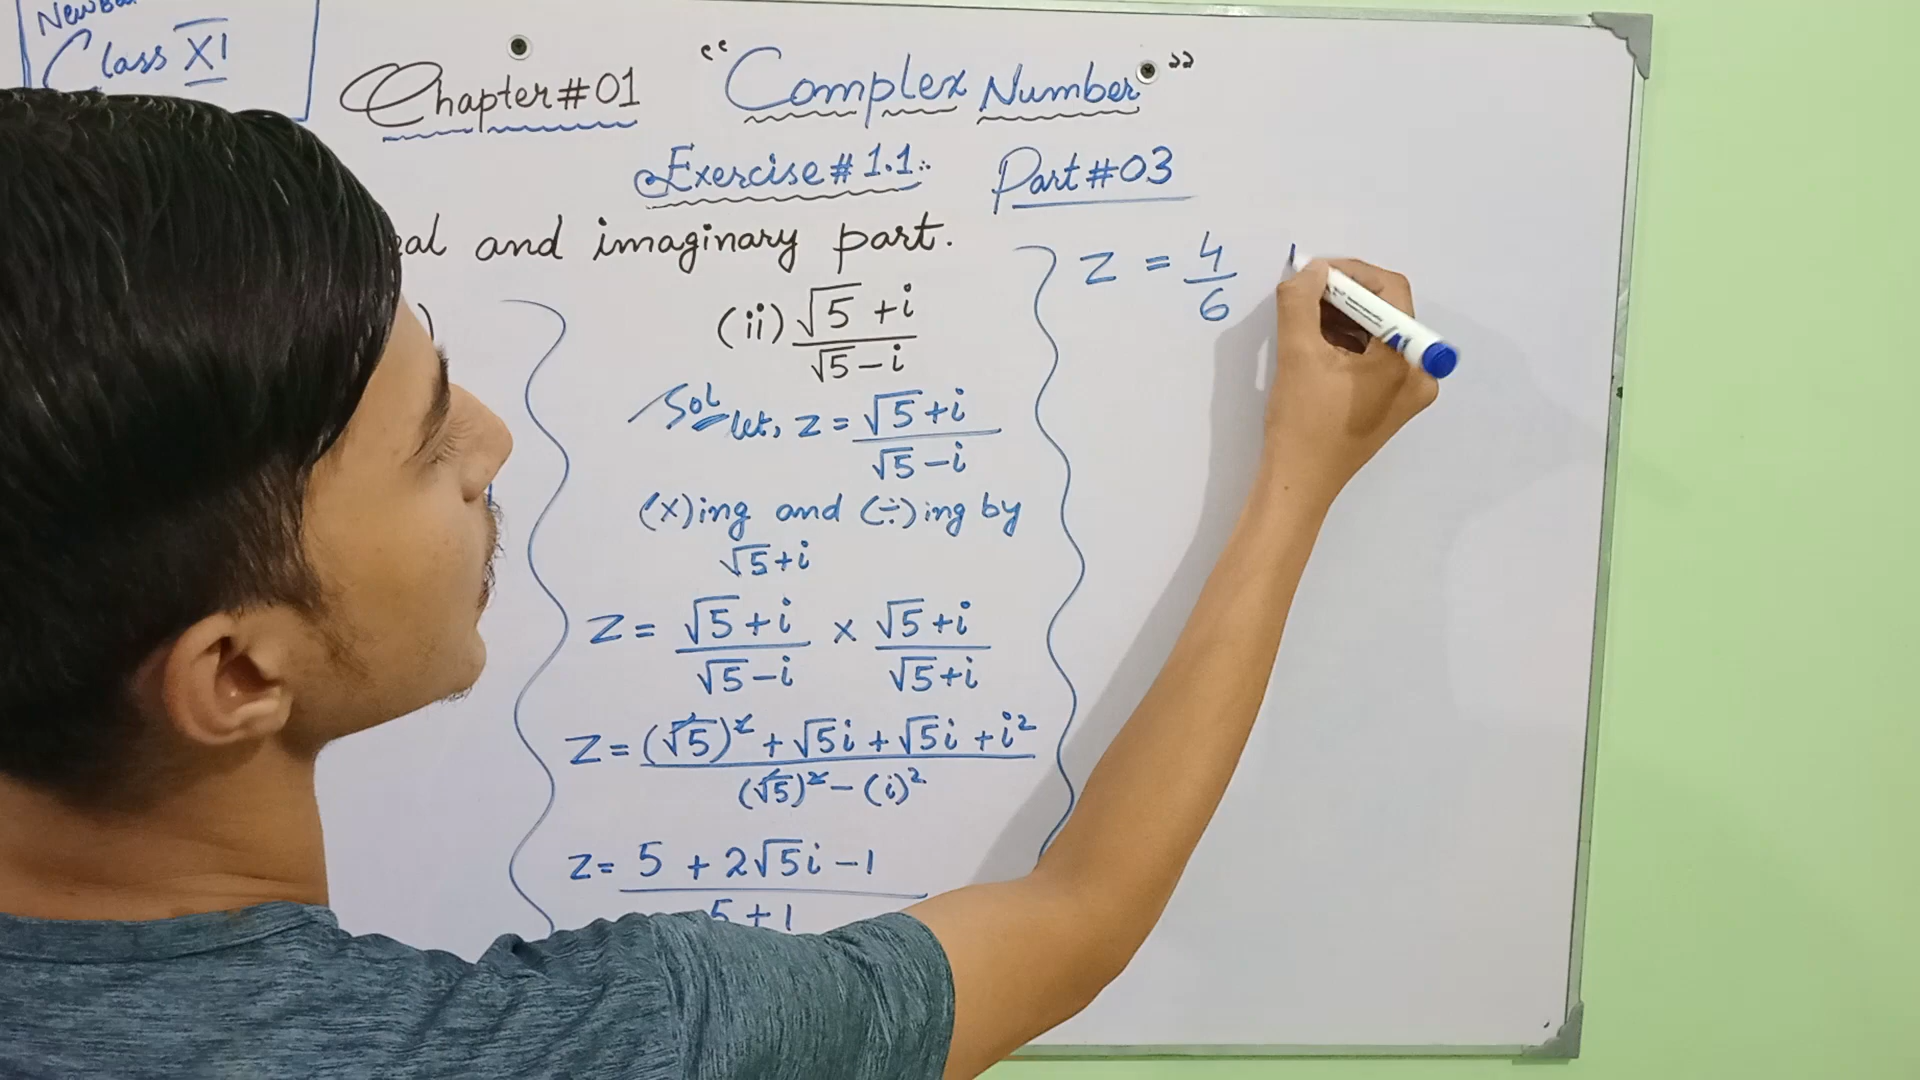 Class XI
Chapter#01 "Complex Number"
Exercise# 1.1. Part#03
and imaginary part.
(ii) √5 + i
√5 - i
Sol let, z = √5 + i
√5 - i
(x)ing and (÷)ing by
√5 + i
z = √5 + i × √5 + i
√5 - i √5 + i
z = (√5)² + √5i + √5i + i²
(√5)² - (i)²
z = 5 + 2√5i - 1
5 + 1
z = 4
6